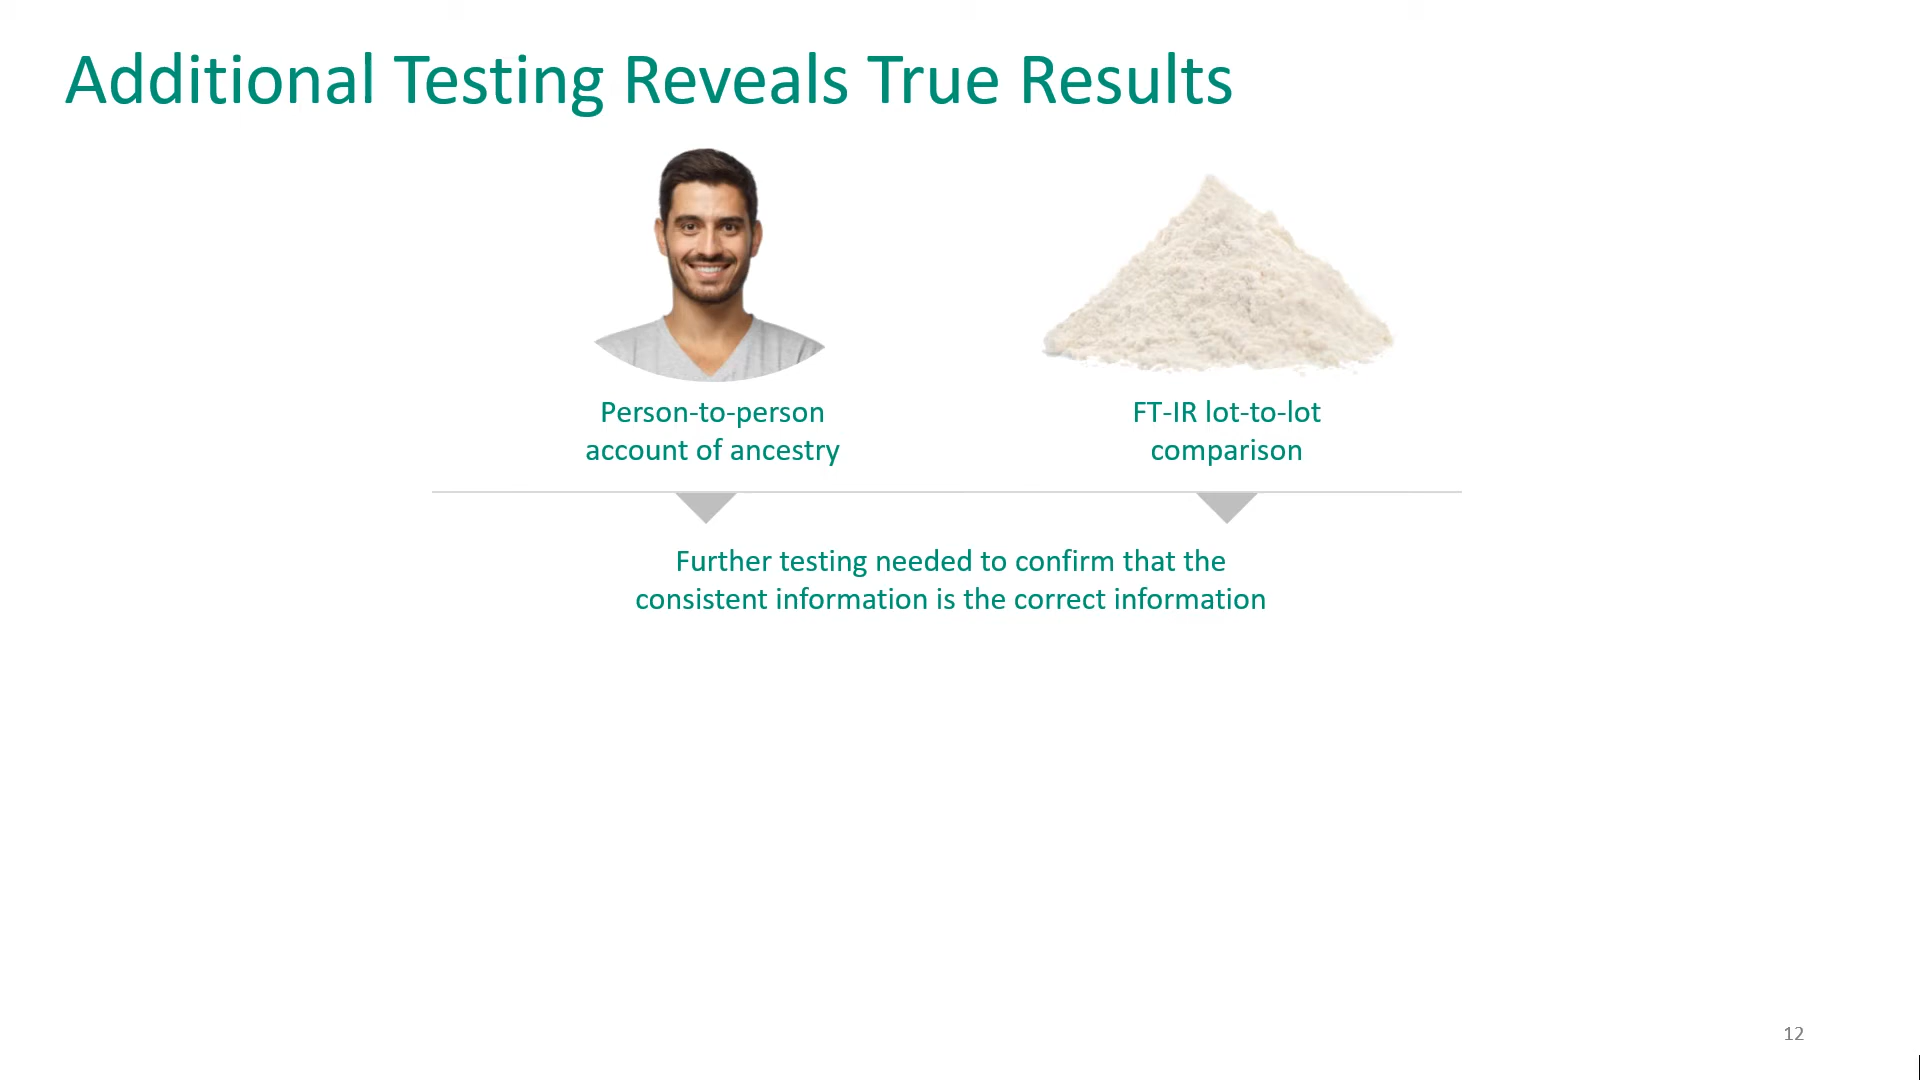 Additional Testing Reveals True Results
Person-to-person
account of ancestry
FT-IR lot-to-lot
comparison
Further testing needed to confirm that the
consistent information is the correct information
12